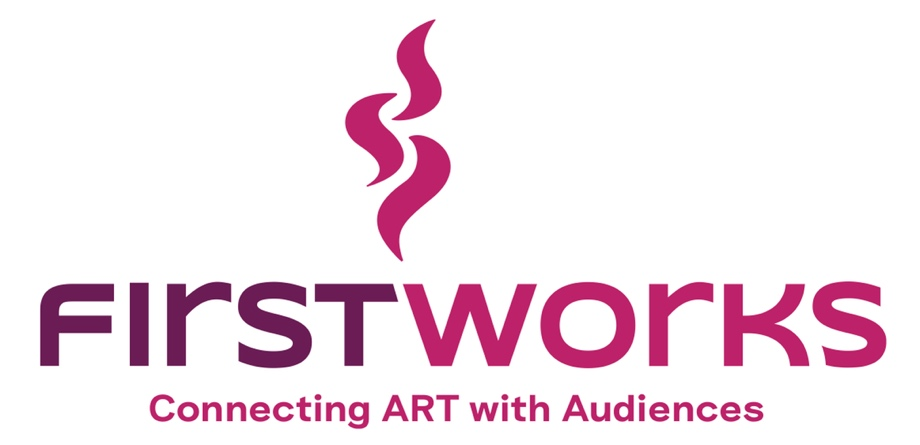 FIrSTWOrKS
Connecting ART with Audiences